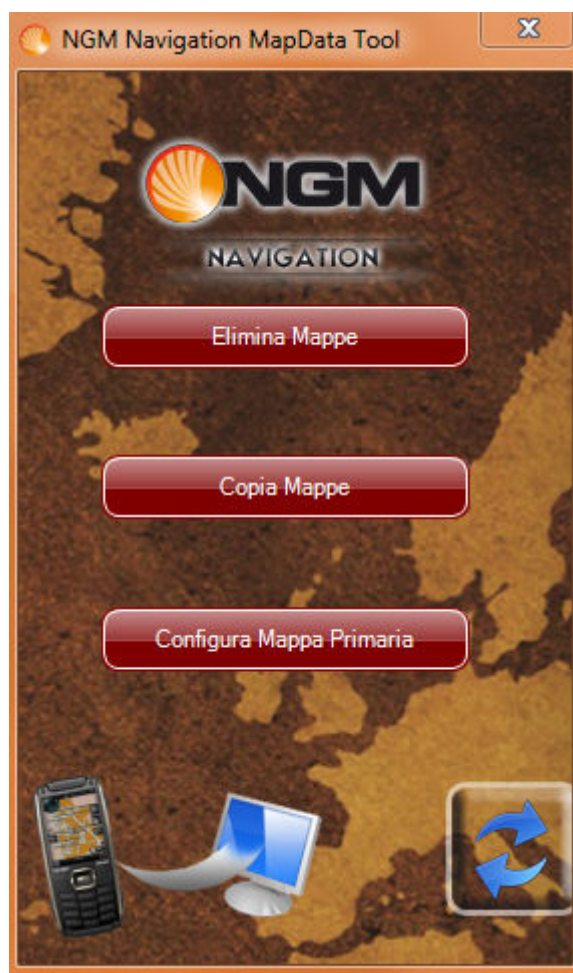 NGM Navigation MapData Tool
NGM
NAVIGATION
Elimina Mappe
Copia Mappe
Configura Mappa Primaria